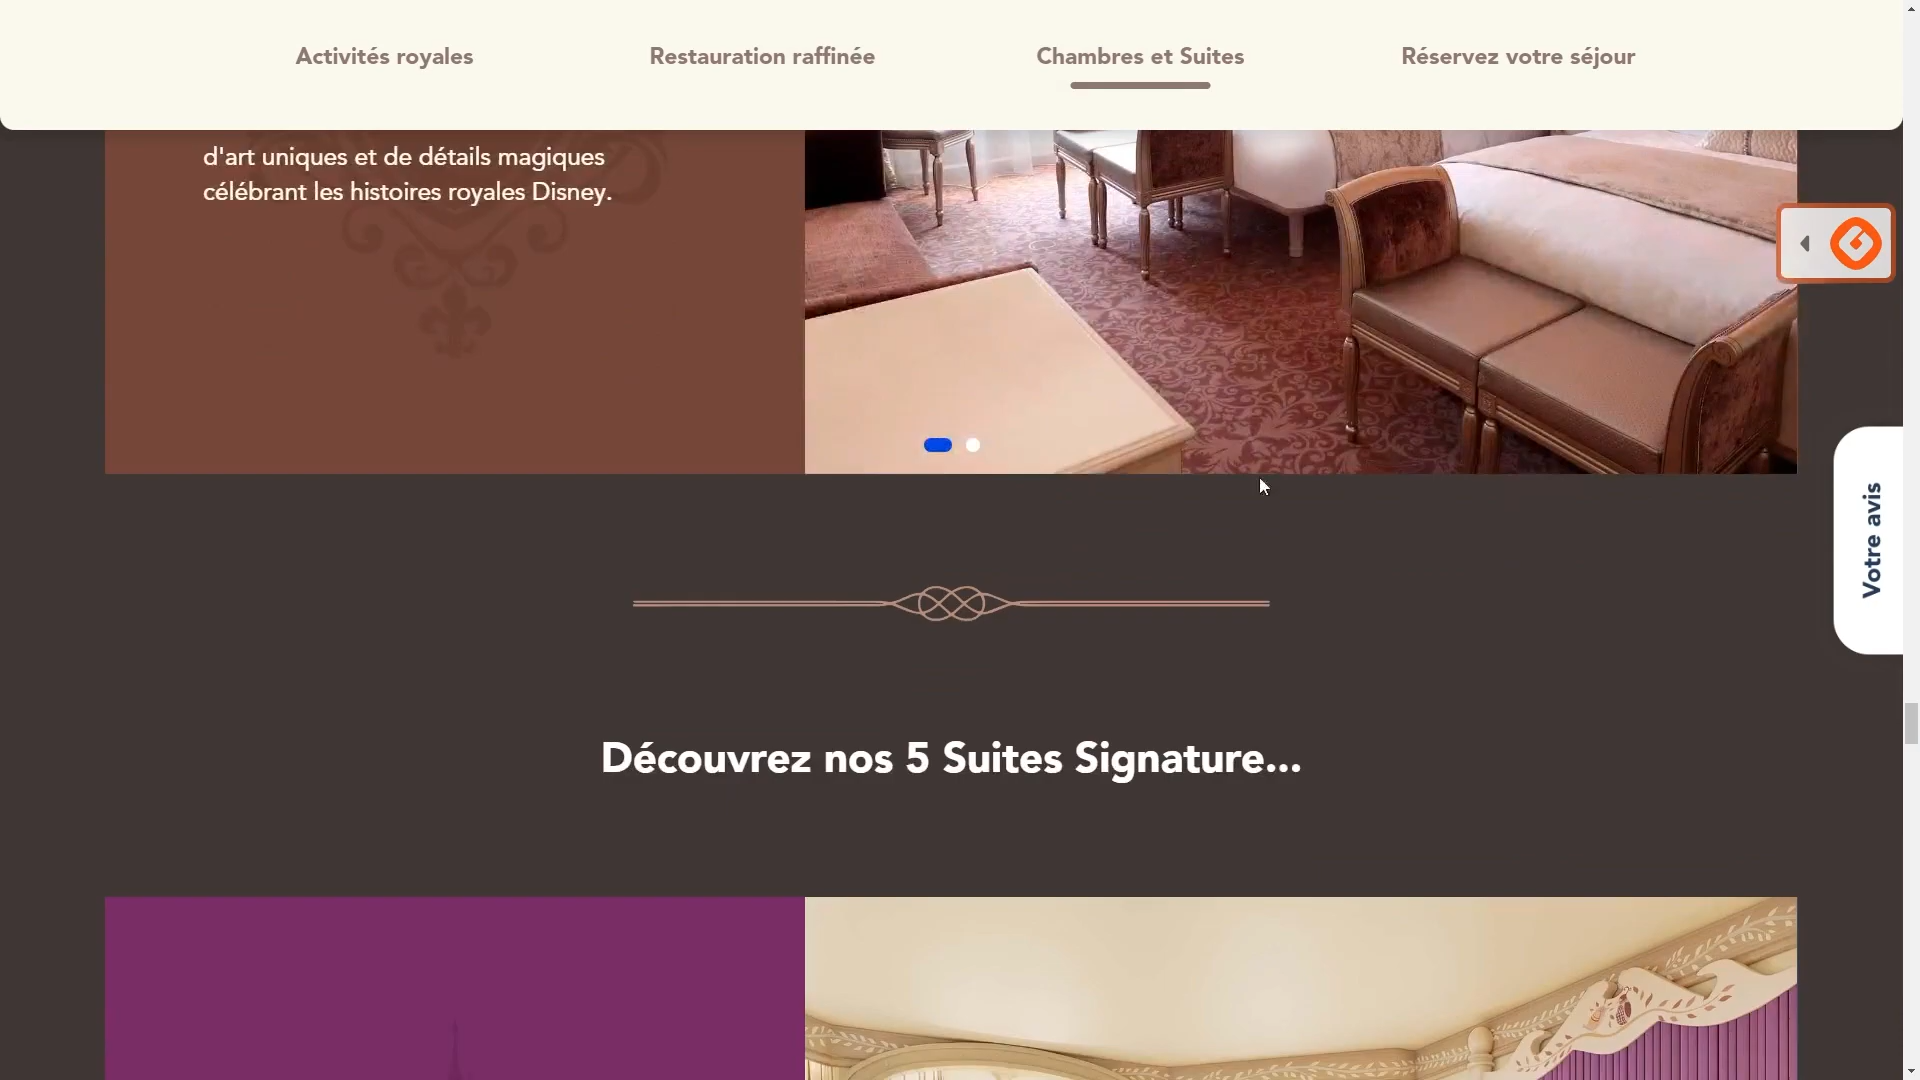 Activités royales
Restauration raffinée
Chambres et Suites
Réservez votre séjour
d'art uniques et de détails magiques
célébrant les histoires royales Disney.
Votre avis
Découvrez nos 5 Suites Signature...